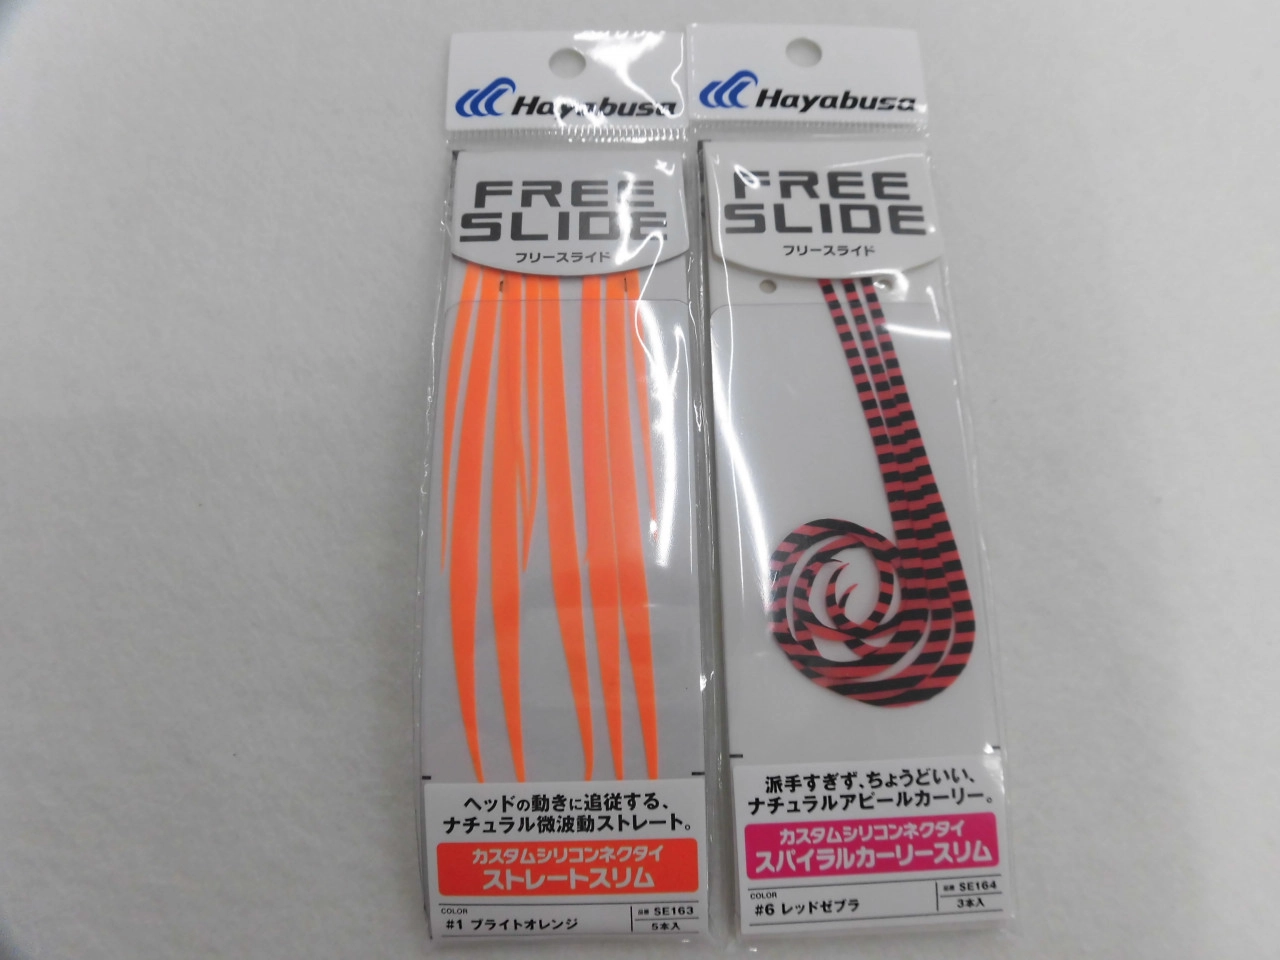 Hayabusa
FREE
SLIDE
フリースライド
ヘッドの動きに追従する、
ナチュラル微波動ストレート。
カスタムシリコンネクタイ
ストレートスリム
COLOR
#1 ブライトオレンジ
品番 SE163
5本入
Hayabusa
FREE
SLIDE
フリースライド
派手すぎず、ちょうどいい、
ナチュラルアピールカーリー。
カスタムシリコンネクタイ
スパイラルカーリースリム
COLOR
#6 レッドゼブラ
品番 SE164
3本入